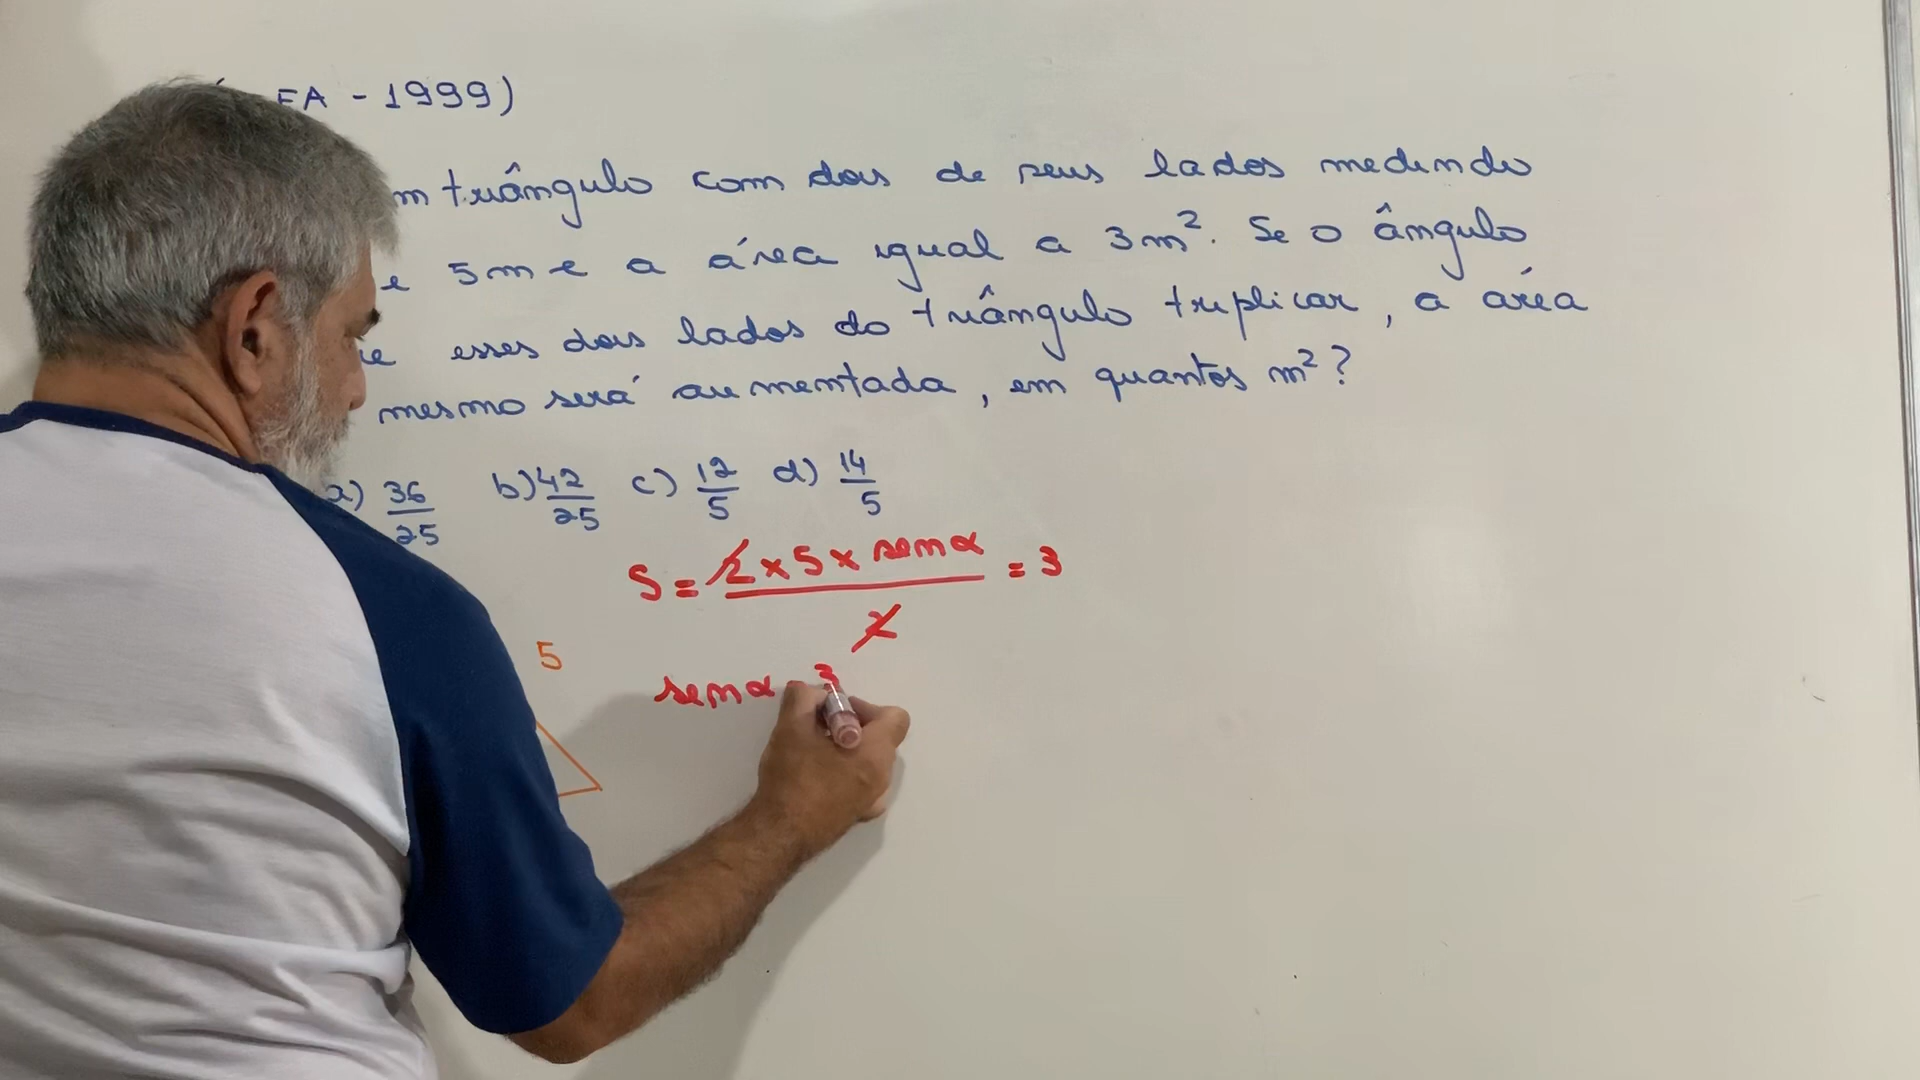 FA - 1999)
m triângulo com dois de seus lados medindo
e 5m e a área igual a 3m². Se o ângulo
e esses dois lados do triângulo triplicar, a área
mesmo será aumentada, em quantos m²?
a) 36/25 b) 42/25 c) 12/5 d) 14/5
S = 2 x 5 x sen α / 2 = 3
5
sen α = 3